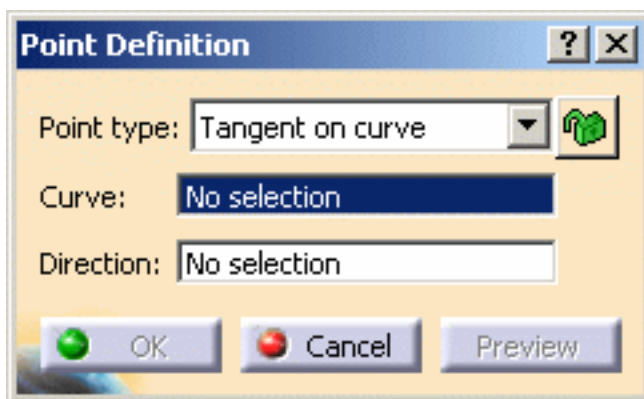 Point Definition ? X
Point type: Tangent on curve
Curve: No selection
Direction: No selection
OK Cancel Preview